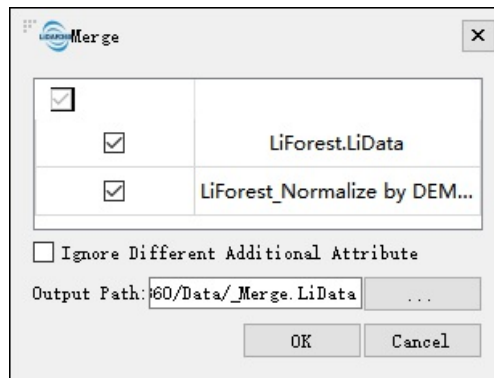 Merge
LiForest.LiData
LiForest_Normalize by DEM...
Ignore Different Additional Attribute
Output Path: 60/Data/_Merge.LiData ...
OK Cancel